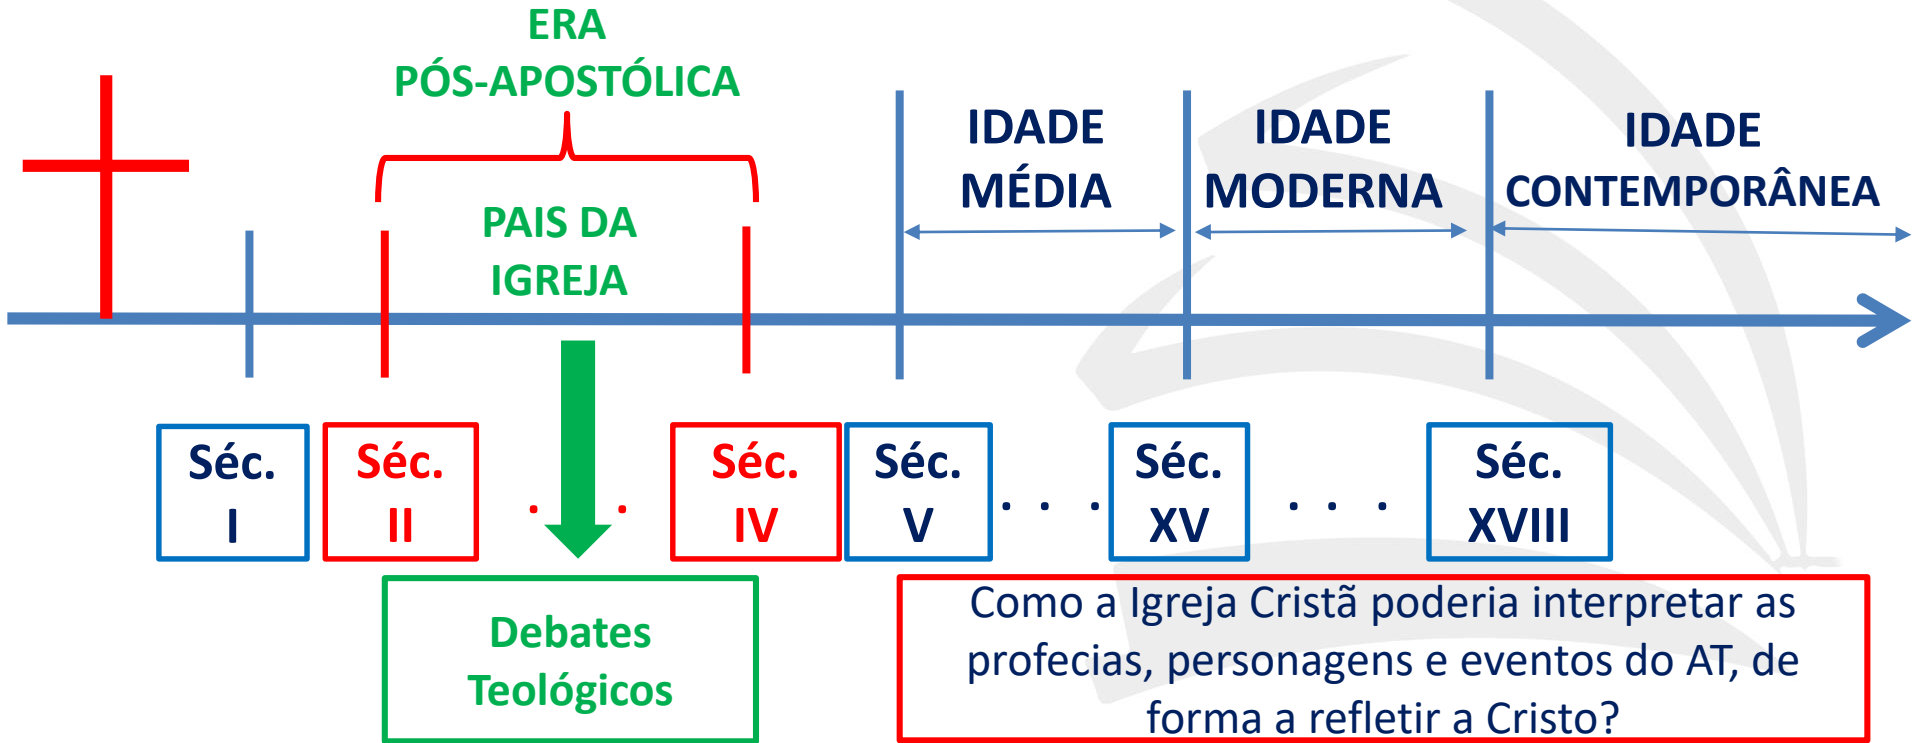 ERA
PÓS-APOSTÓLICA
PAIS DA
IGREJA
IDADE
MÉDIA
IDADE
MODERNA
IDADE
CONTEMPORÂNEA
Séc.
I
Séc.
II
. .
Séc.
IV
Séc.
V
. . .
Séc.
XV
. . .
Séc.
XVIII
Debates
Teológicos
Como a Igreja Cristã poderia interpretar as
profecias, personagens e eventos do AT, de
forma a refletir a Cristo?